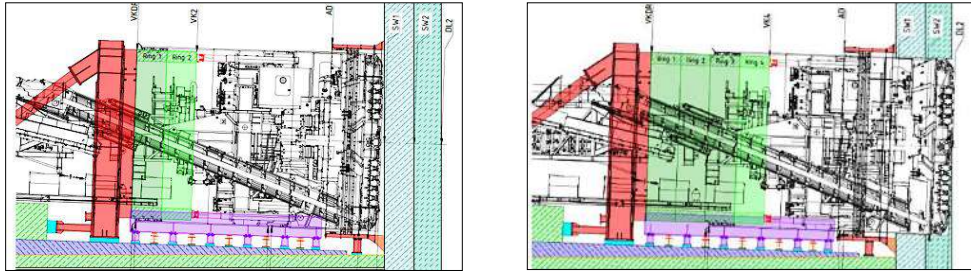 VKDR
VK2
AD
SW1
SW2
DL2
Ring 1
Ring 2
VKDR
VK4
AD
SW1
SW2
DL2
Ring 1
Ring 2
Ring 3
Ring 4